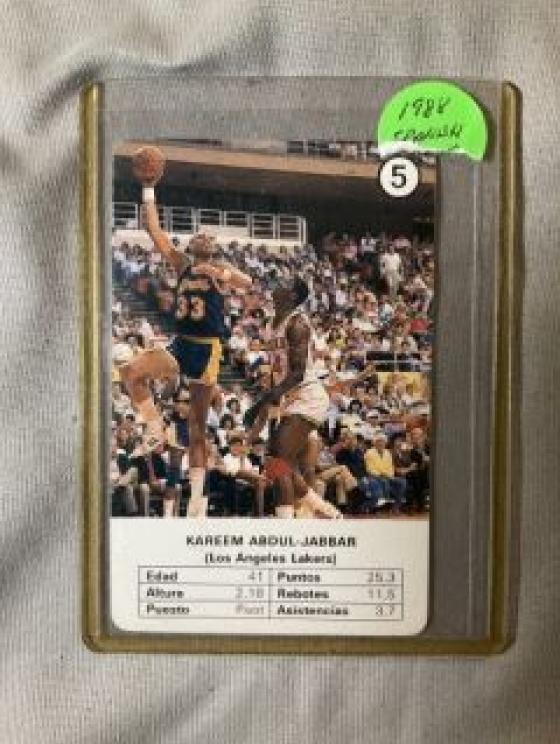 1988
SPANISH
5
33
KAREEM ABDUL-JABBAR
(Los Angeles Lakers)
Edad 41 Puntos 25,3
Altura 2,18 Rebotes 11,5
Puesto Pivot Asistencias 3,7